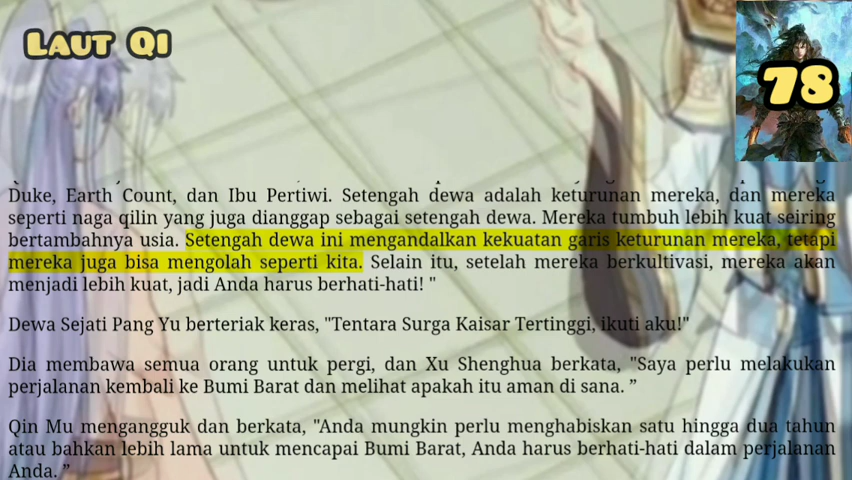 Laut Qi
78
Duke, Earth Count, dan Ibu Pertiwi. Setengah dewa adalah keturunan mereka, dan mereka
seperti naga qilin yang juga dianggap sebagai setengah dewa. Mereka tumbuh lebih kuat seiring
bertambahnya usia. Setengah dewa ini mengandalkan kekuatan garis keturunan mereka, tetapi
mereka juga bisa mengolah seperti kita. Selain itu, setelah mereka berkultivasi, mereka akan
menjadi lebih kuat, jadi Anda harus berhati-hati! "
Dewa Sejati Pang Yu berteriak keras, "Tentara Surga Kaisar Tertinggi, ikuti aku!"
Dia membawa semua orang untuk pergi, dan Xu Shenghua berkata, "Saya perlu melakukan
perjalanan kembali ke Bumi Barat dan melihat apakah itu aman di sana. ”
Qin Mu mengangguk dan berkata, "Anda mungkin perlu menghabiskan satu hingga dua tahun
atau bahkan lebih lama untuk mencapai Bumi Barat, Anda harus berhati-hati dalam perjalanan
Anda. ”